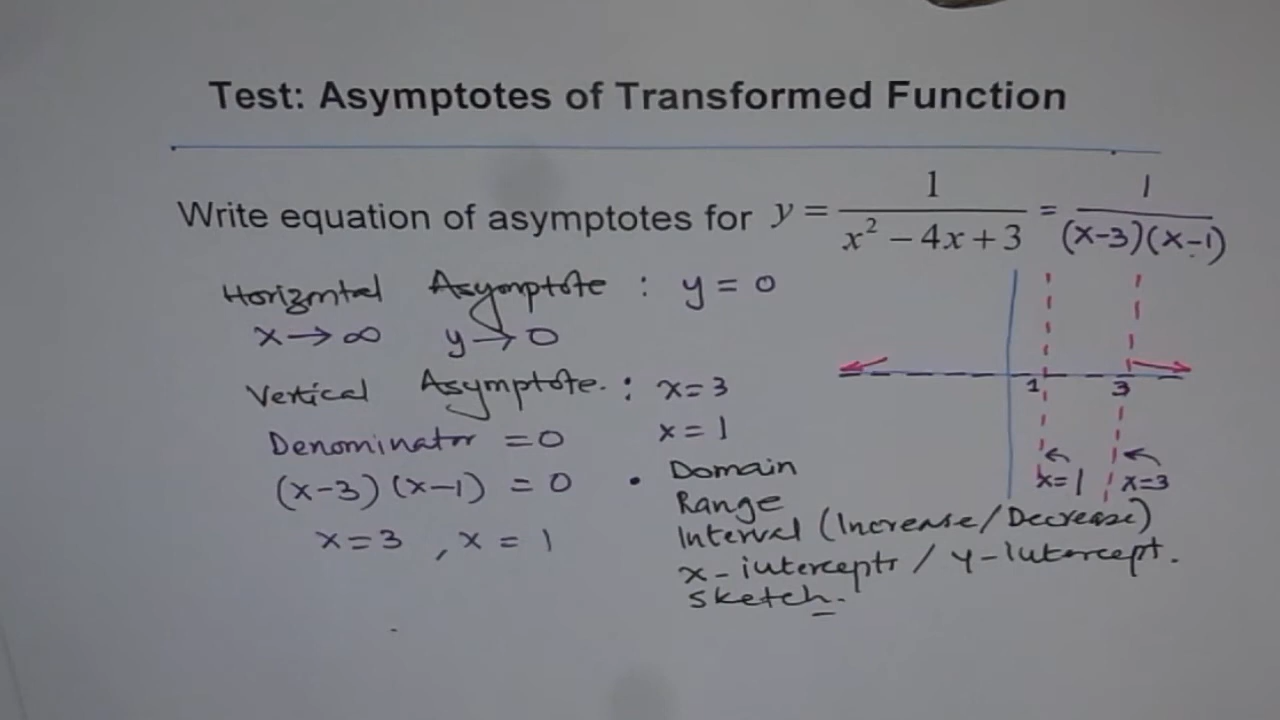 Test: Asymptotes of Transformed Function
Write equation of asymptotes for y = 1 / (x² − 4x + 3) = 1 / (x-3)(x-1)
Horizontal Asymptote : y = 0
x → ∞ y → 0
Vertical Asymptote. : x = 3
x = 1
Denominator = 0
(x-3) (x-1) = 0
x = 3 , x = 1
• Domain
Range
Interval (Increase/Decrease)
x-intercepts / y-Intercept.
Sketch.
1 3
x=1 x=3